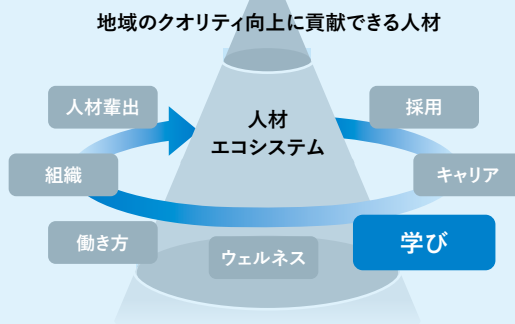 地域のクオリティ向上に貢献できる人材
人材輩出
採用
人材
エコシステム
組織
キャリア
働き方
学び
ウェルネス